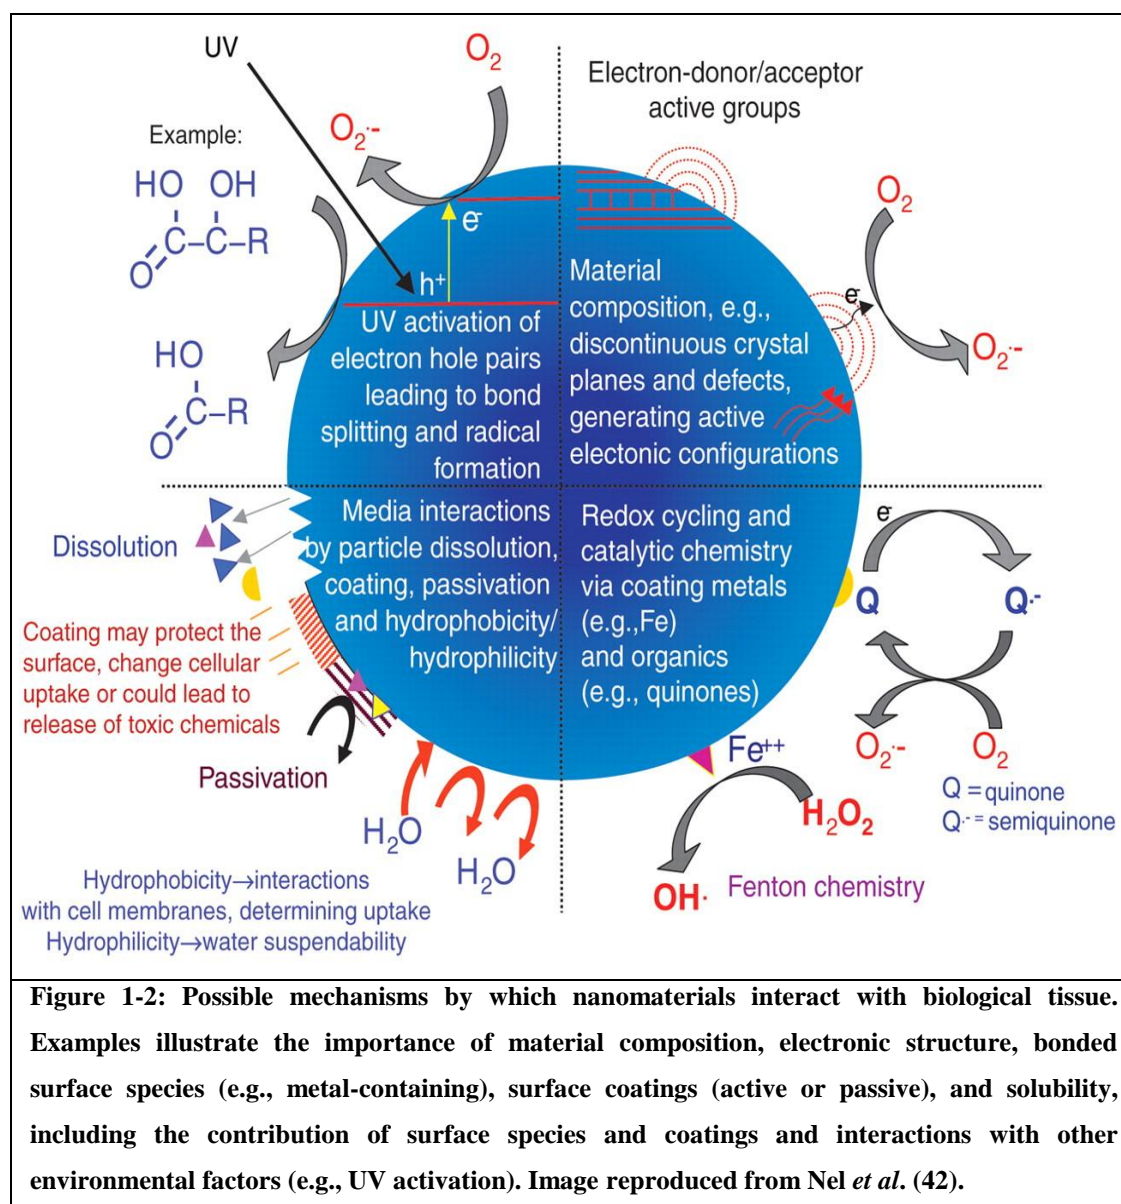 UV
O2
O2·-
Example:
HO OH
O=C–C–R
HO
O=C–R
e-
h+
UV activation of
electron hole pairs
leading to bond
splitting and radical
formation
Electron-donor/acceptor
active groups
Material
composition, e.g.,
discontinuous crystal
planes and defects,
generating active
electonic configurations
O2
e-
O2·-
Dissolution
Media interactions
by particle dissolution,
coating, passivation
and hydrophobicity/
hydrophilicity
Coating may protect the
surface, change cellular
uptake or could lead to
release of toxic chemicals
Passivation
H2O
H2O
Hydrophobicity→interactions
with cell membranes, determining uptake
Hydrophilicity→water suspendability
Redox cycling and
catalytic chemistry
via coating metals
(e.g.,Fe)
and organics
(e.g., quinones)
e-
Q
Q·-
O2·-
O2
Q = quinone
Q·- = semiquinone
Fe++
H2O2
OH·
Fenton chemistry
Figure 1-2: Possible mechanisms by which nanomaterials interact with biological tissue.
Examples illustrate the importance of material composition, electronic structure, bonded
surface species (e.g., metal-containing), surface coatings (active or passive), and solubility,
including the contribution of surface species and coatings and interactions with other
environmental factors (e.g., UV activation). Image reproduced from Nel et al. (42).